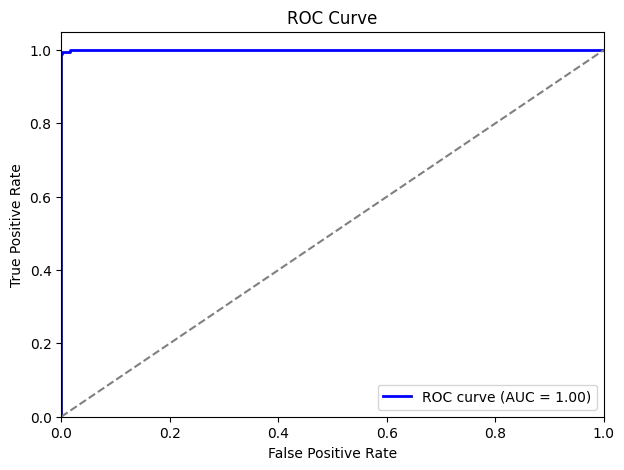 ROC Curve
1.0
0.8
0.6
0.4
0.2
0.0
True Positive Rate
0.0 0.2 0.4 0.6 0.8 1.0
False Positive Rate
ROC curve (AUC = 1.00)